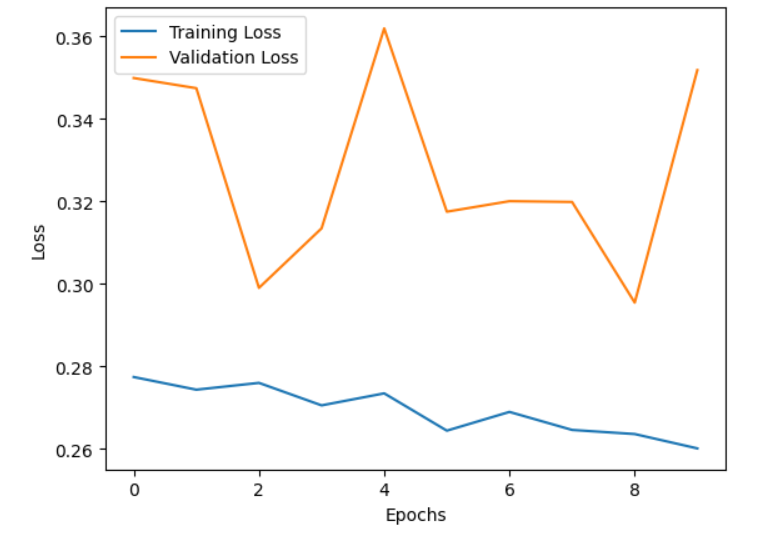 Training Loss
Validation Loss
0.36
0.34
0.32
0.30
0.28
0.26
Loss
0 2 4 6 8
Epochs